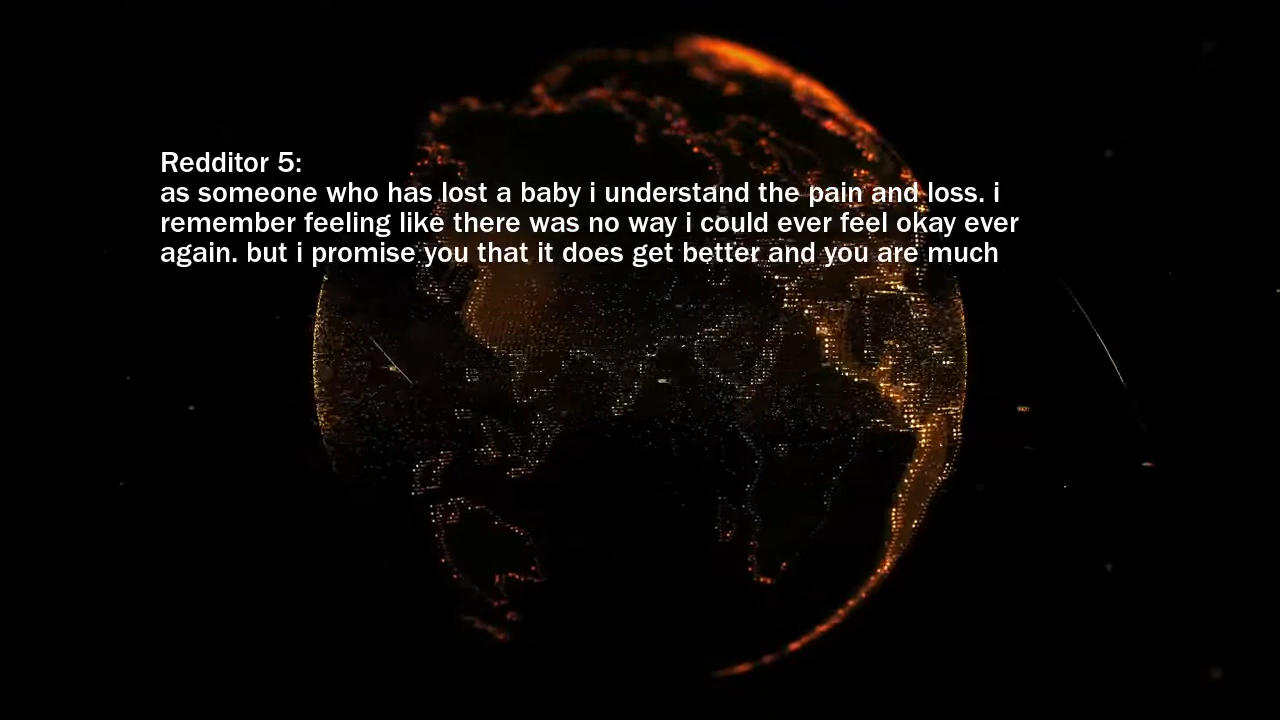 Redditor 5:
as someone who has lost a baby i understand the pain and loss. i
remember feeling like there was no way i could ever feel okay ever
again. but i promise you that it does get better and you are much